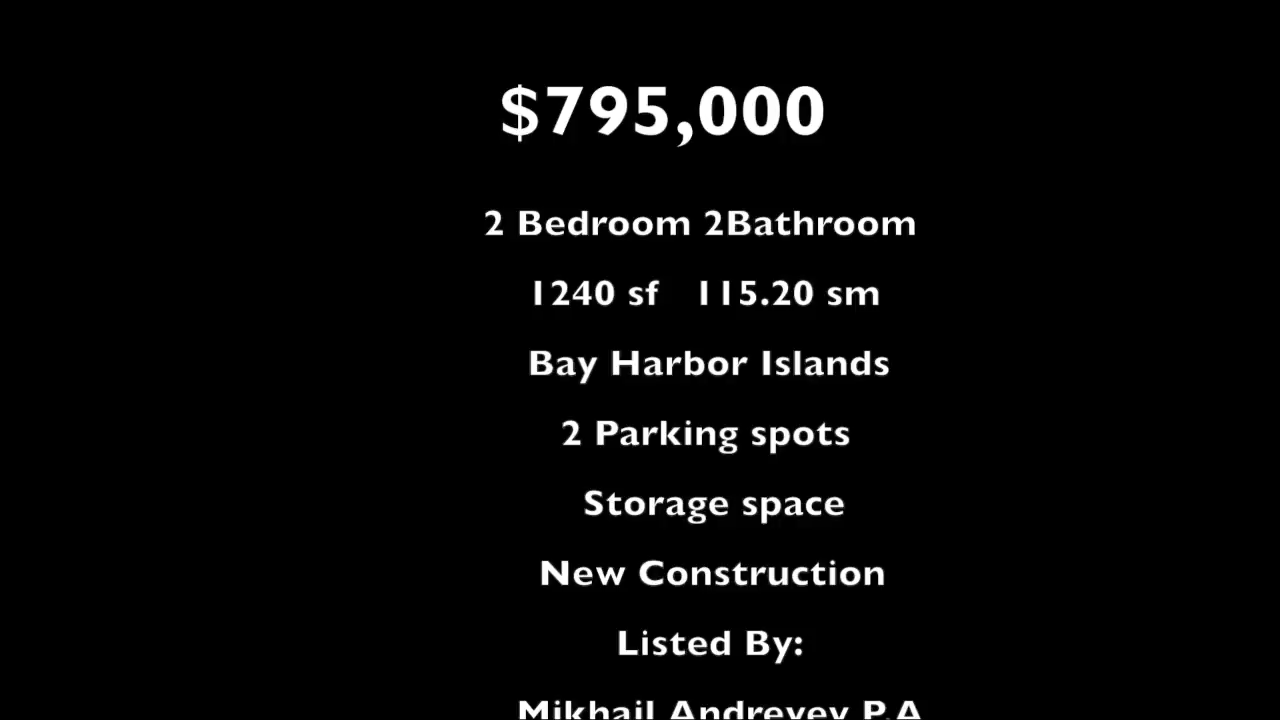 $795,000
2 Bedroom 2Bathroom
1240 sf 115.20 sm
Bay Harbor Islands
2 Parking spots
Storage space
New Construction
Listed By:
Mikhail Andreyev P.A